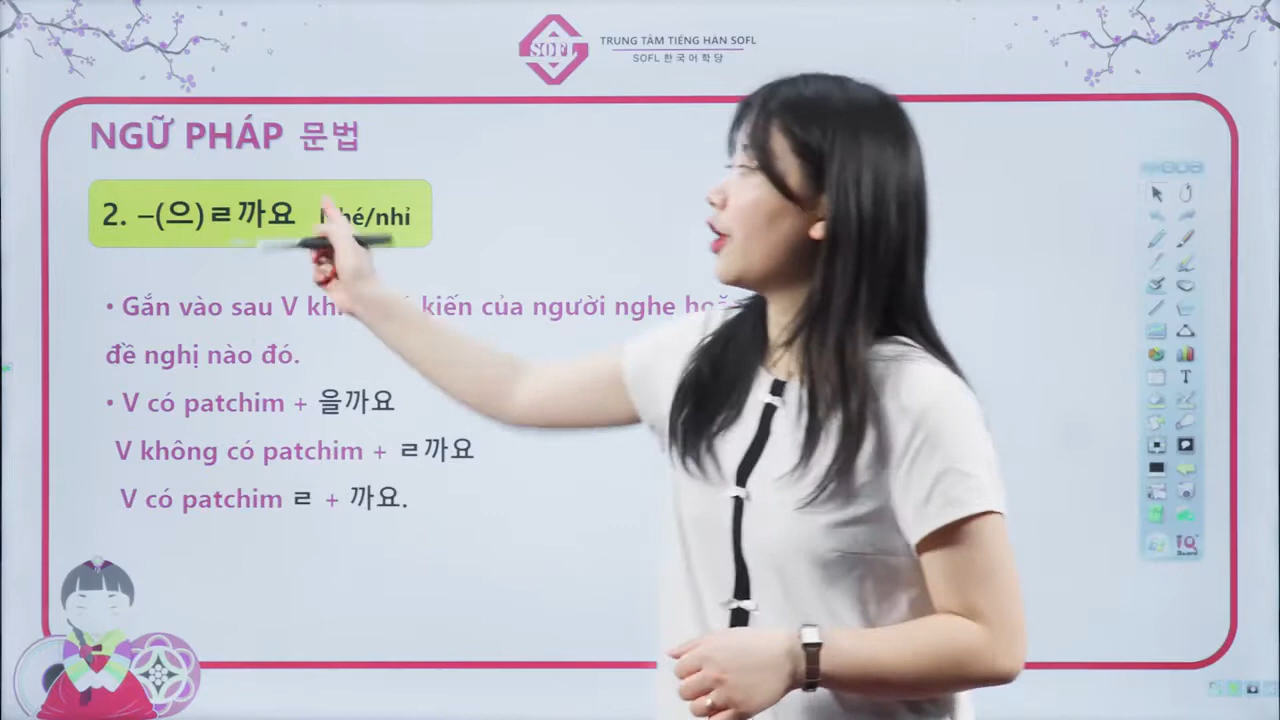 SOFL
TRUNG TÂM TIẾNG HÀN SOFL
SOFL 한국어학당
NGỮ PHÁP 문법
2. –(으)ㄹ까요 /nhỉ
• Gắn vào sau V kiến của người nghe
đề nghị nào đó.
• V có patchim + 을까요
V không có patchim + ㄹ까요
V có patchim ㄹ + 까요.